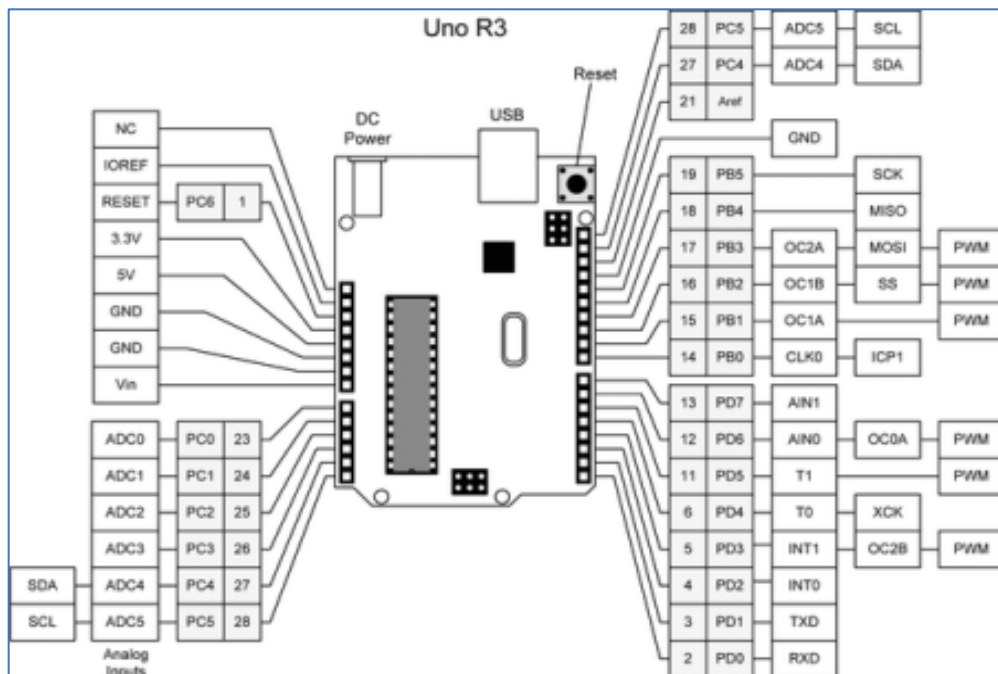 Uno R3
Reset
DC
Power
USB
NC
IOREF
RESET PC6 1
3.3V
5V
GND
GND
Vin
ADC0 PC0 23
ADC1 PC1 24
ADC2 PC2 25
ADC3 PC3 26
SDA ADC4 PC4 27
SCL ADC5 PC5 28
Analog
Inputs
28 PC5 ADC5 SCL
27 PC4 ADC4 SDA
21 Aref
GND
19 PB5 SCK
18 PB4 MISO
17 PB3 OC2A MOSI PWM
16 PB2 OC1B SS PWM
15 PB1 OC1A PWM
14 PB0 CLK0 ICP1
13 PD7 AIN1
12 PD6 AIN0 OC0A PWM
11 PD5 T1 PWM
6 PD4 T0 XCK
5 PD3 INT1 OC2B PWM
4 PD2 INT0
3 PD1 TXD
2 PD0 RXD